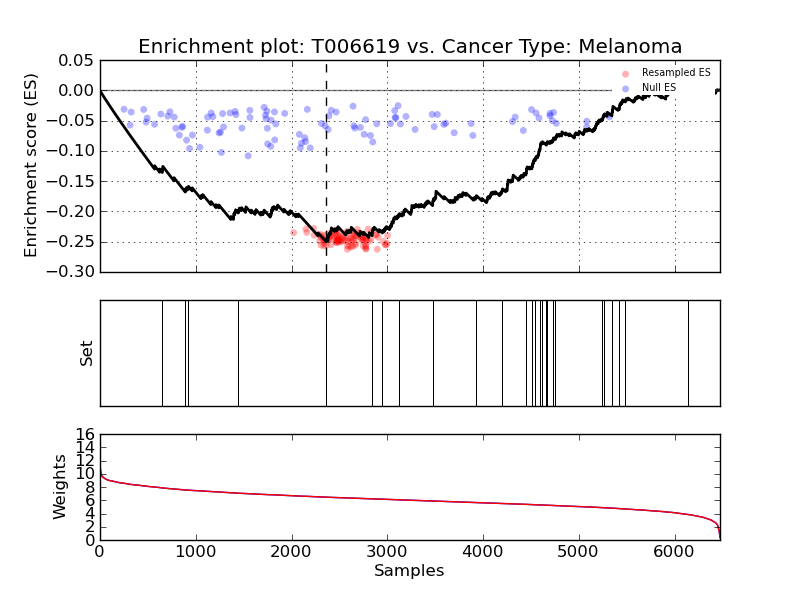 Enrichment plot: T006619 vs. Cancer Type: Melanoma
Enrichment score (ES)
0.05
0.00
−0.05
−0.10
−0.15
−0.20
−0.25
−0.30
Resampled ES
Null ES
Set
Weights
16
14
12
10
8
6
4
2
0
0 1000 2000 3000 4000 5000 6000
Samples